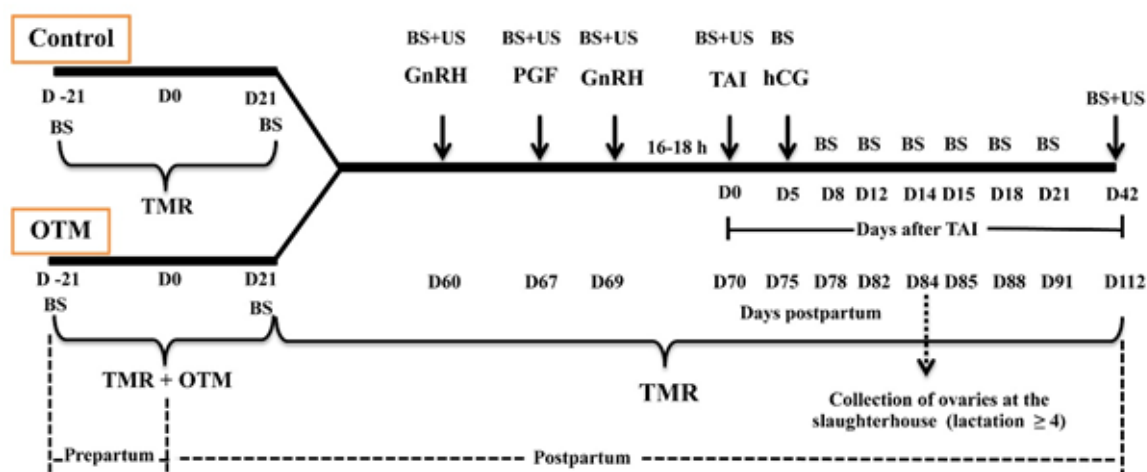 Control
BS+US BS+US BS+US BS+US BS
GnRH PGF GnRH TAI hCG
BS+US
D -21 D0 D21
BS BS
16-18 h
BS BS BS BS BS BS
TMR
D0 D5 D8 D12 D14 D15 D18 D21 D42
OTM
Days after TAI
D -21 D0 D21
D60 D67 D69 D70 D75 D78 D82 D84 D85 D88 D91 D112
BS BS
Days postpartum
TMR + OTM
TMR
Collection of ovaries at the
slaughterhouse (lactation ≥ 4)
Prepartum
Postpartum